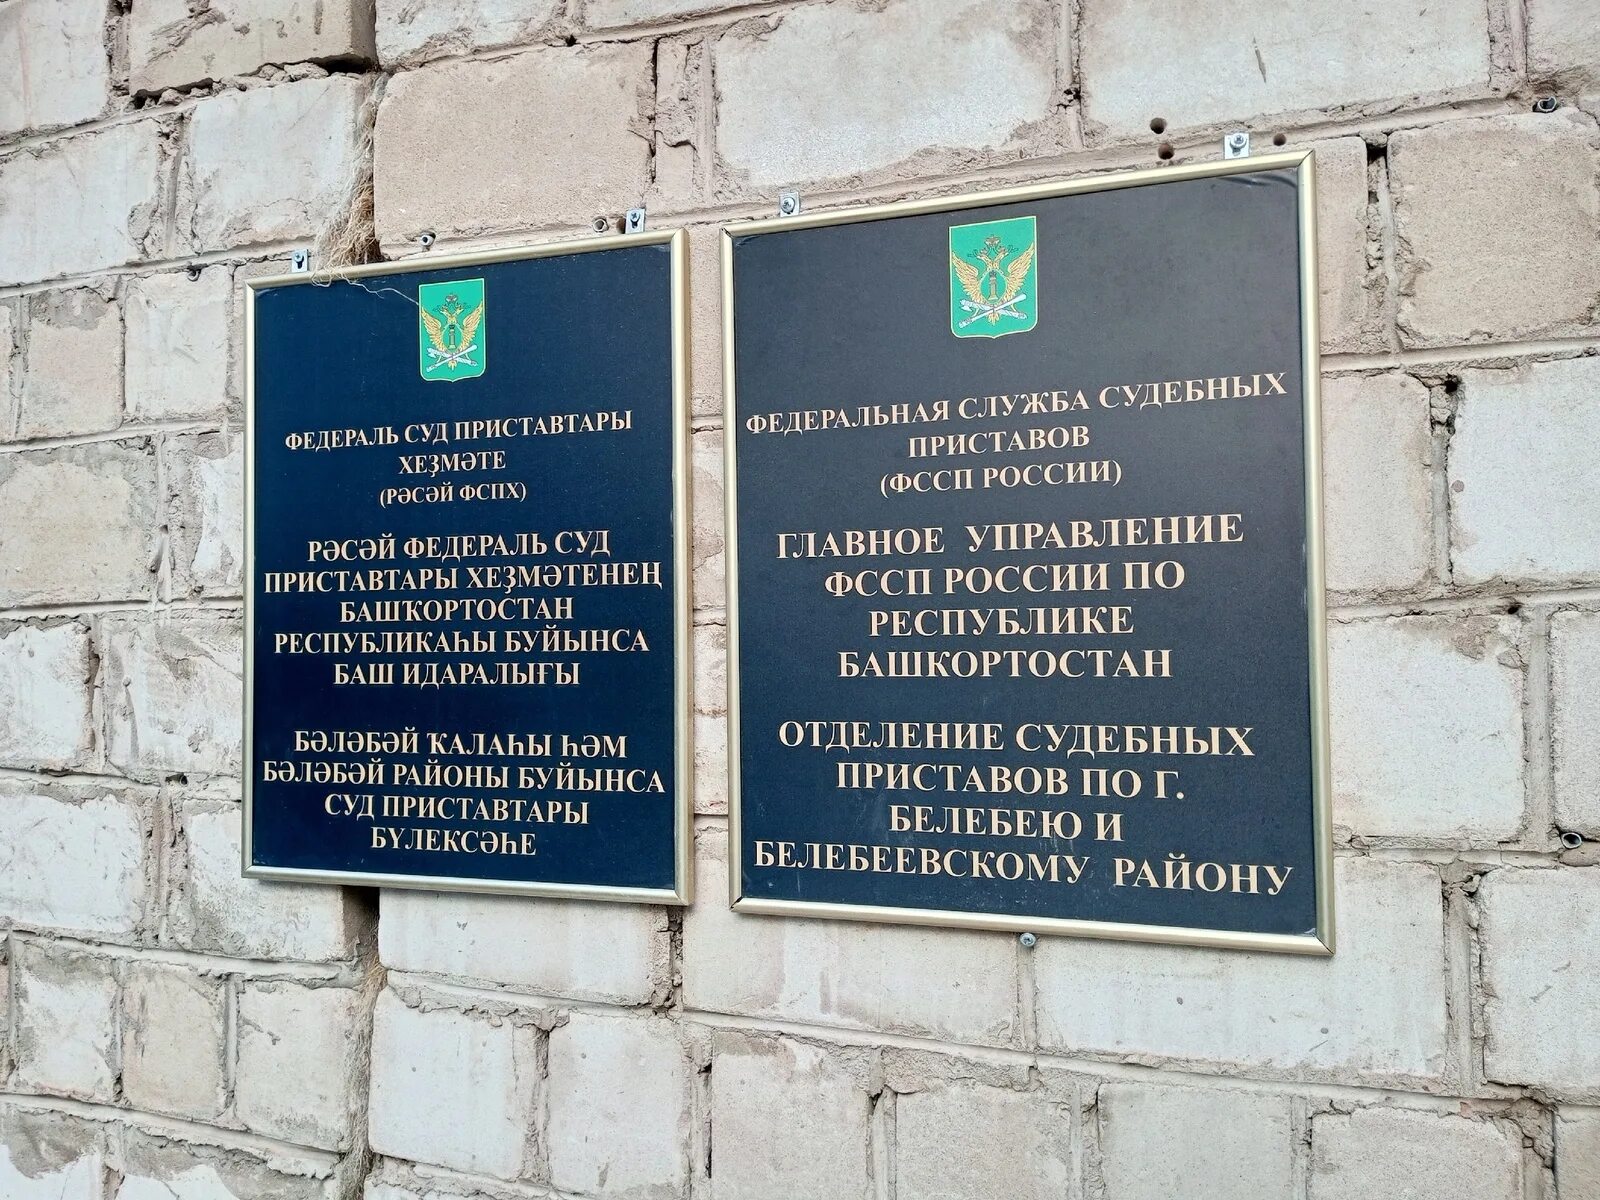 ФЕДЕРАЛЬ СУД ПРИСТАВТАРЫ
ХЕҘМӘТЕ
(РӘСӘЙ ФСПХ)
РӘСӘЙ ФЕДЕРАЛЬ СУД
ПРИСТАВТАРЫ ХЕҘМӘТЕНЕҢ
БАШҠОРТОСТАН
РЕСПУБЛИКАҺЫ БУЙЫНСА
БАШ ИДАРАЛЫҒЫ
БӘЛӘБӘЙ ҠАЛАҺЫ ҺӘМ
БӘЛӘБӘЙ РАЙОНЫ БУЙЫНСА
СУД ПРИСТАВТАРЫ
БҮЛЕКСӘҺЕ
ФЕДЕРАЛЬНАЯ СЛУЖБА СУДЕБНЫХ
ПРИСТАВОВ
(ФССП РОССИИ)
ГЛАВНОЕ УПРАВЛЕНИЕ
ФССП РОССИИ ПО
РЕСПУБЛИКЕ
БАШКОРТОСТАН
ОТДЕЛЕНИЕ СУДЕБНЫХ
ПРИСТАВОВ ПО Г.
БЕЛЕБЕЮ И
БЕЛЕБЕЕВСКОМУ РАЙОНУ